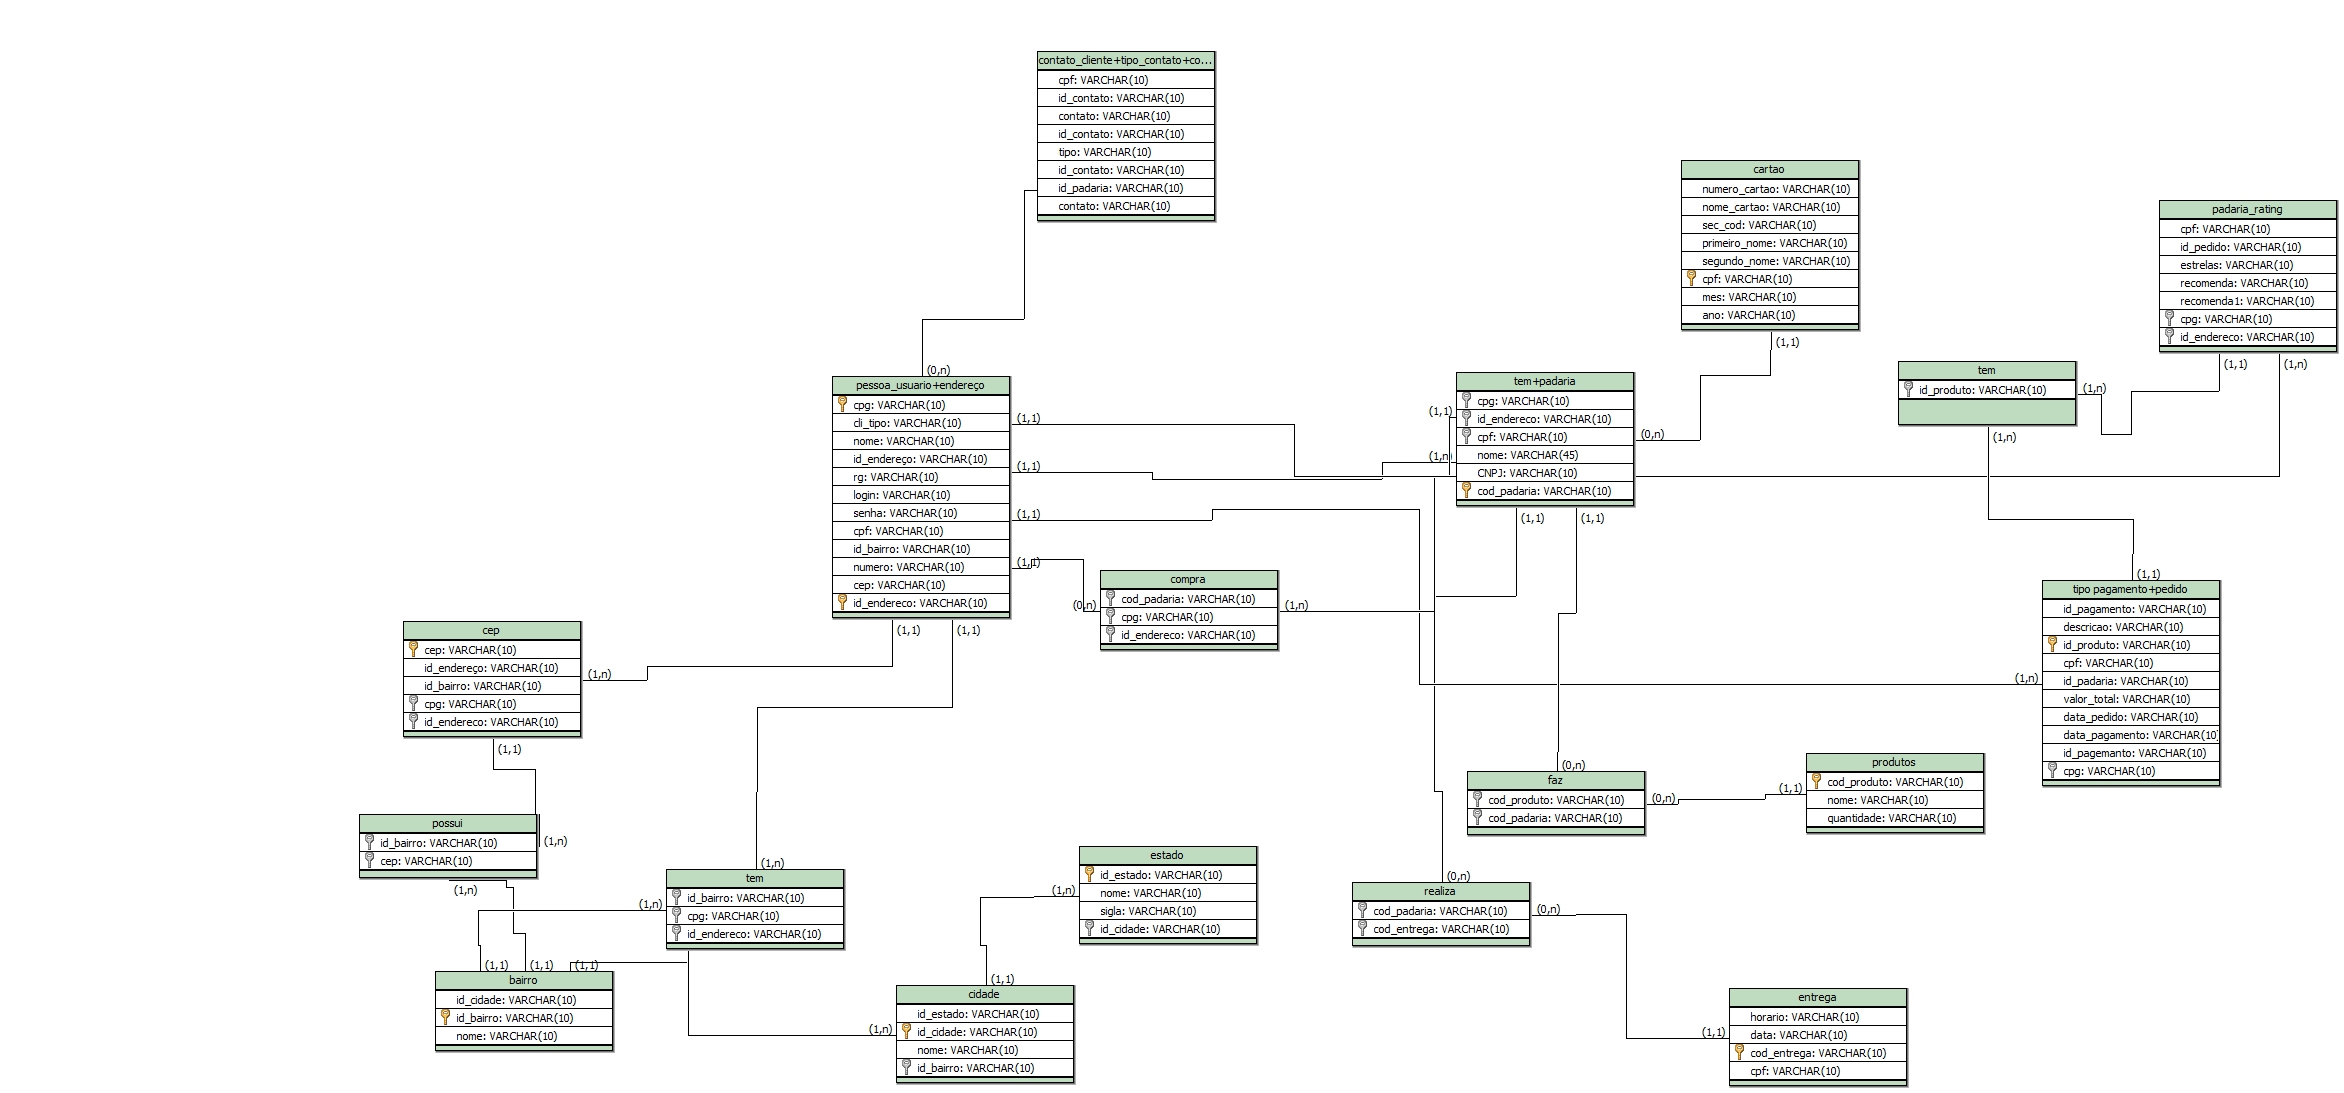 contato_cliente+tipo_contato+co...
cpf: VARCHAR(10)
id_contato: VARCHAR(10)
contato: VARCHAR(10)
id_contato: VARCHAR(10)
tipo: VARCHAR(10)
id_contato: VARCHAR(10)
id_padaria: VARCHAR(10)
contato: VARCHAR(10)
(0,n)
cartao
numero_cartao: VARCHAR(10)
nome_cartao: VARCHAR(10)
sec_cod: VARCHAR(10)
primeiro_nome: VARCHAR(10)
segundo_nome: VARCHAR(10)
cpf: VARCHAR(10)
mes: VARCHAR(10)
ano: VARCHAR(10)
(1,1)
padaria_rating
cpf: VARCHAR(10)
id_pedido: VARCHAR(10)
estrelas: VARCHAR(10)
recomenda: VARCHAR(10)
recomenda1: VARCHAR(10)
cpg: VARCHAR(10)
id_endereco: VARCHAR(10)
(1,1)
(1,n)
tem
id_produto: VARCHAR(10)
(1,n)
(1,n)
pessoa_usuario+endereço
cpg: VARCHAR(10)
cli_tipo: VARCHAR(10)
nome: VARCHAR(10)
id_endereço: VARCHAR(10)
rg: VARCHAR(10)
login: VARCHAR(10)
senha: VARCHAR(10)
cpf: VARCHAR(10)
id_bairro: VARCHAR(10)
numero: VARCHAR(10)
cep: VARCHAR(10)
id_endereco: VARCHAR(10)
(1,1)
(1,1)
(1,1)
(1,1)
(1,1)
(1,1)
tem+padaria
cpg: VARCHAR(10)
id_endereco: VARCHAR(10)
cpf: VARCHAR(10)
nome: VARCHAR(45)
CNPJ: VARCHAR(10)
cod_padaria: VARCHAR(10)
(1,1)
(1,n)
(0,n)
(1,1)
(1,1)
compra
cod_padaria: VARCHAR(10)
cpg: VARCHAR(10)
id_endereco: VARCHAR(10)
(0,n)
(1,n)
(1,1)
tipo pagamento+pedido
id_pagamento: VARCHAR(10)
descricao: VARCHAR(10)
id_produto: VARCHAR(10)
cpf: VARCHAR(10)
id_padaria: VARCHAR(10)
valor_total: VARCHAR(10)
data_pedido: VARCHAR(10)
data_pagamento: VARCHAR(10)
id_pagemanto: VARCHAR(10)
cpg: VARCHAR(10)
(1,n)
cep
cep: VARCHAR(10)
id_endereço: VARCHAR(10)
id_bairro: VARCHAR(10)
cpg: VARCHAR(10)
id_endereco: VARCHAR(10)
(1,n)
(1,1)
(0,n)
faz
cod_produto: VARCHAR(10)
cod_padaria: VARCHAR(10)
(0,n)
produtos
cod_produto: VARCHAR(10)
nome: VARCHAR(10)
quantidade: VARCHAR(10)
(1,1)
possui
id_bairro: VARCHAR(10)
cep: VARCHAR(10)
(1,n)
(1,n)
(1,n)
tem
id_bairro: VARCHAR(10)
cpg: VARCHAR(10)
id_endereco: VARCHAR(10)
(1,n)
estado
id_estado: VARCHAR(10)
nome: VARCHAR(10)
sigla: VARCHAR(10)
id_cidade: VARCHAR(10)
(1,n)
(0,n)
realiza
cod_padaria: VARCHAR(10)
cod_entrega: VARCHAR(10)
(0,n)
(1,1)
(1,1)
(1,1)
bairro
id_cidade: VARCHAR(10)
id_bairro: VARCHAR(10)
nome: VARCHAR(10)
(1,1)
cidade
id_estado: VARCHAR(10)
id_cidade: VARCHAR(10)
nome: VARCHAR(10)
id_bairro: VARCHAR(10)
(1,n)
entrega
horario: VARCHAR(10)
data: VARCHAR(10)
cod_entrega: VARCHAR(10)
cpf: VARCHAR(10)
(1,1)